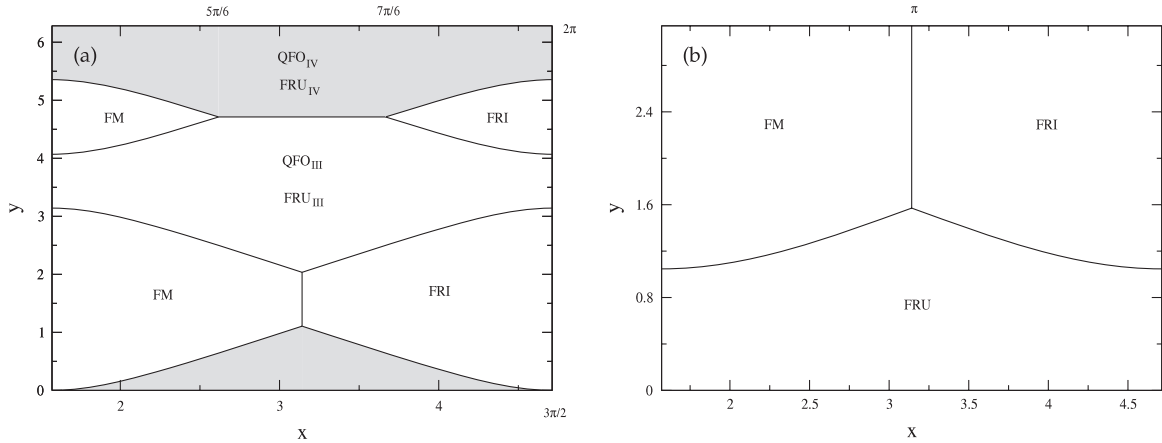 5π/6 7π/6
(a)
2π
6
5
4
3
2
1
0
y
QFO_IV
FRU_IV
FM
FRI
QFO_III
FRU_III
FM
FRI
2 3 4 3π/2
x
π
(b)
2.4
1.6
0.8
0
y
FM
FRI
FRU
2 2.5 3 3.5 4 4.5
x